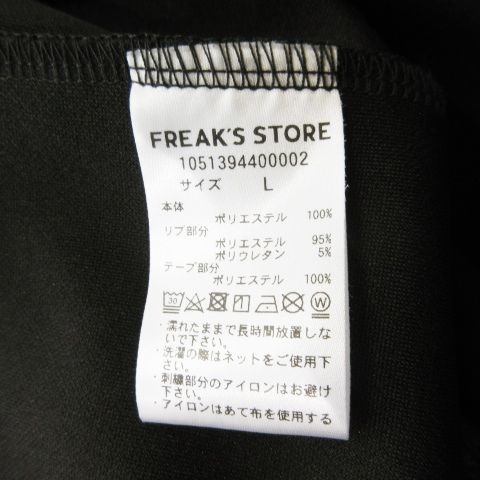 FREAK'S STORE
1051394400002
サイズ L
本体
ポリエステル 100%
リブ部分
ポリエステル 95%
ポリウレタン 5%
テープ部分
ポリエステル 100%
30 W
・濡れたままで長時間放置しな
いで下さい。
・洗濯の際はネットをご使用下
さい。
・刺繍部分のアイロンはお避け
下さい。
・アイロンはあて布を使用する